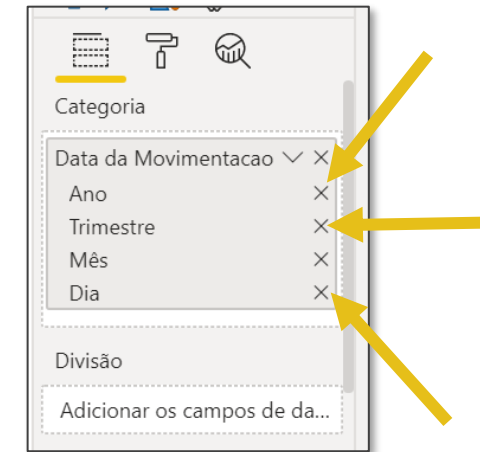 Categoria
Data da Movimentacao
Ano
Trimestre
Mês
Dia
Divisão
Adicionar os campos de da...